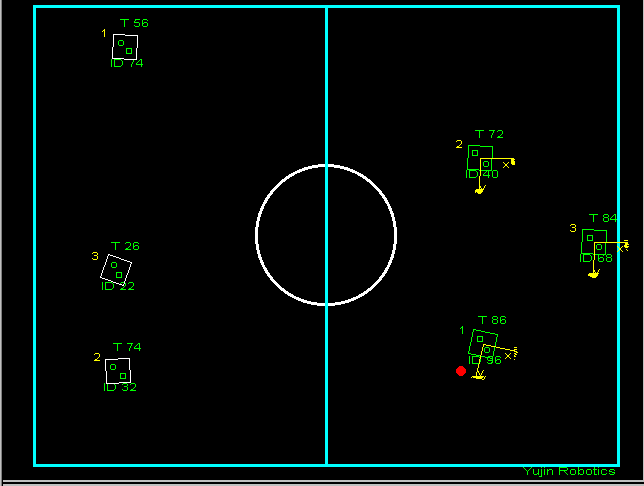 T 56
1
ID 74
T 72
2
X
ID 40
T 84
3
X
ID 68
T 26
3
ID 22
T 86
1
X
ID 96
T 74
2
ID 32
Yujin Robotics